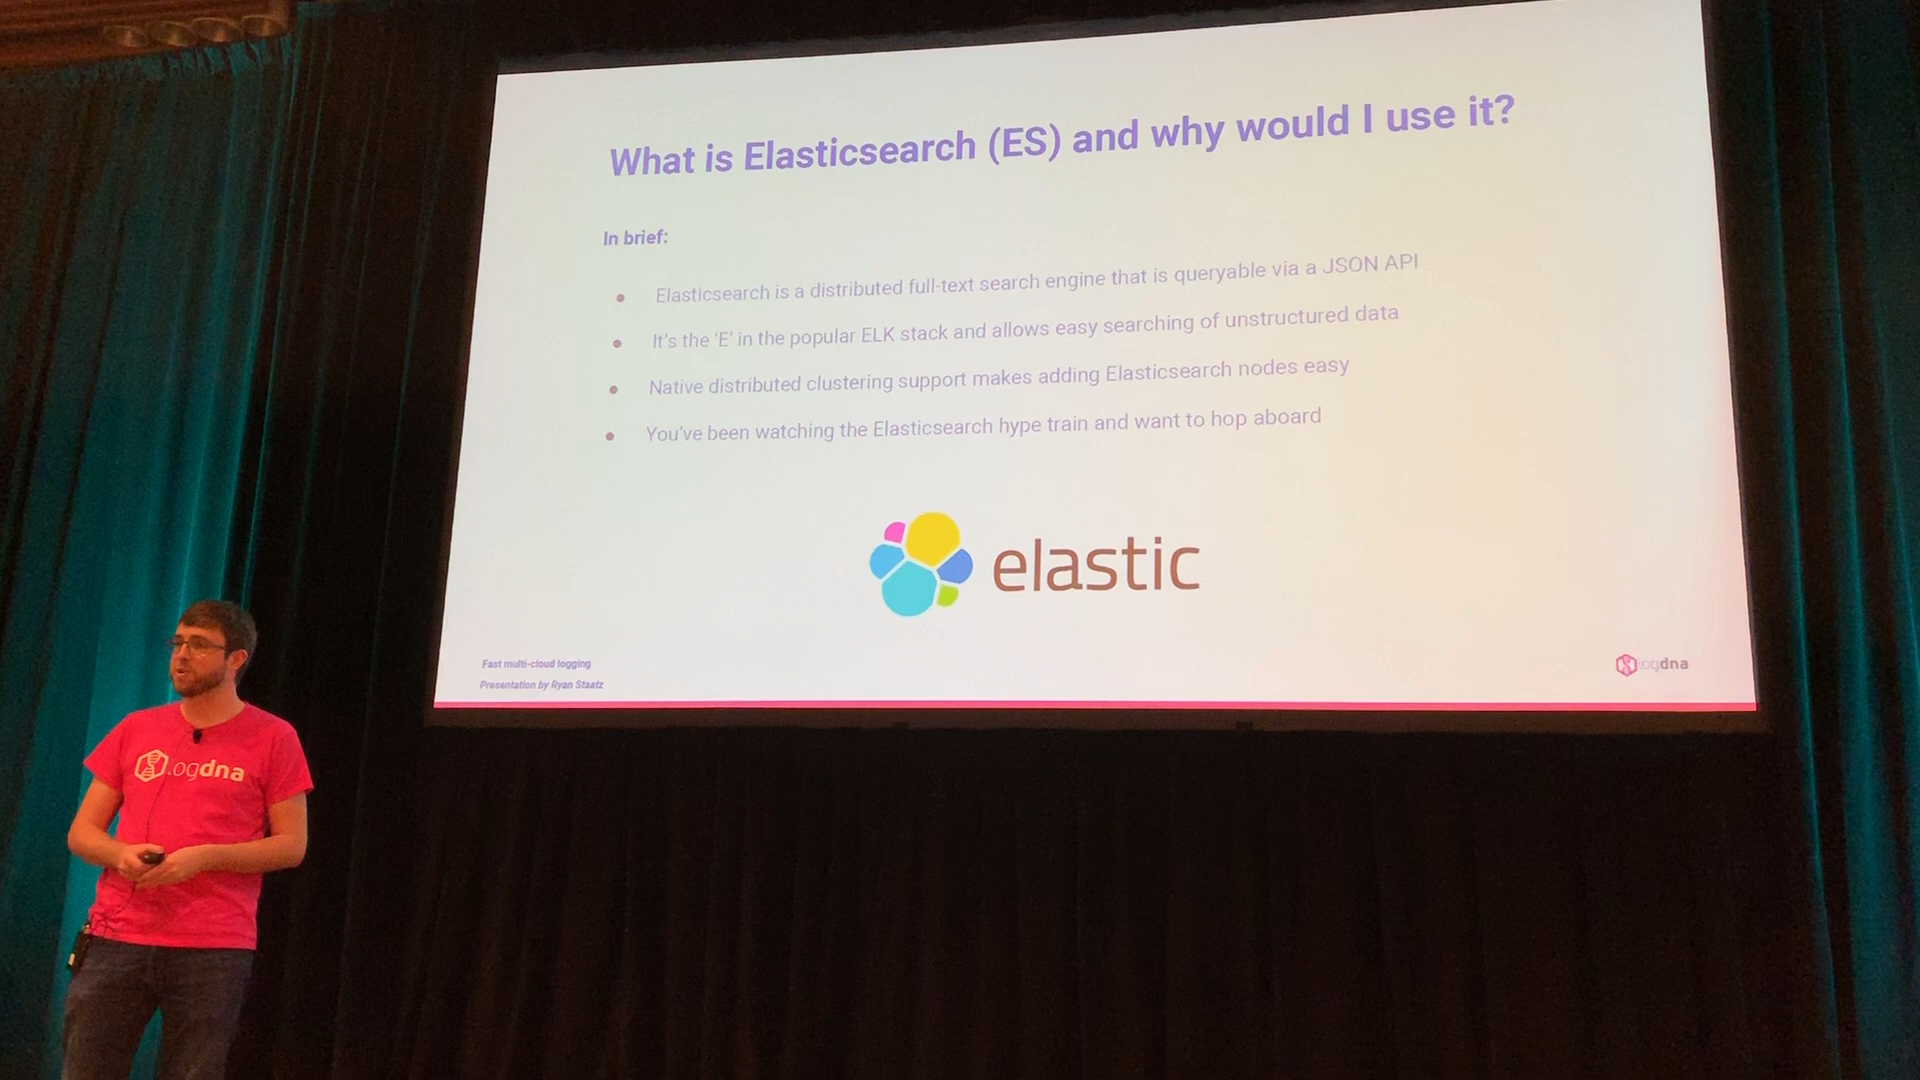 What is Elasticsearch (ES) and why would I use it?
In brief:
Elasticsearch is a distributed full-text search engine that is queryable via a JSON API
It's the 'E' in the popular ELK stack and allows easy searching of unstructured data
Native distributed clustering support makes adding Elasticsearch nodes easy
You've been watching the Elasticsearch hype train and want to hop aboard
elastic
Fast multi-cloud logging
Presentation by Ryan Staatz
logdna
logdna